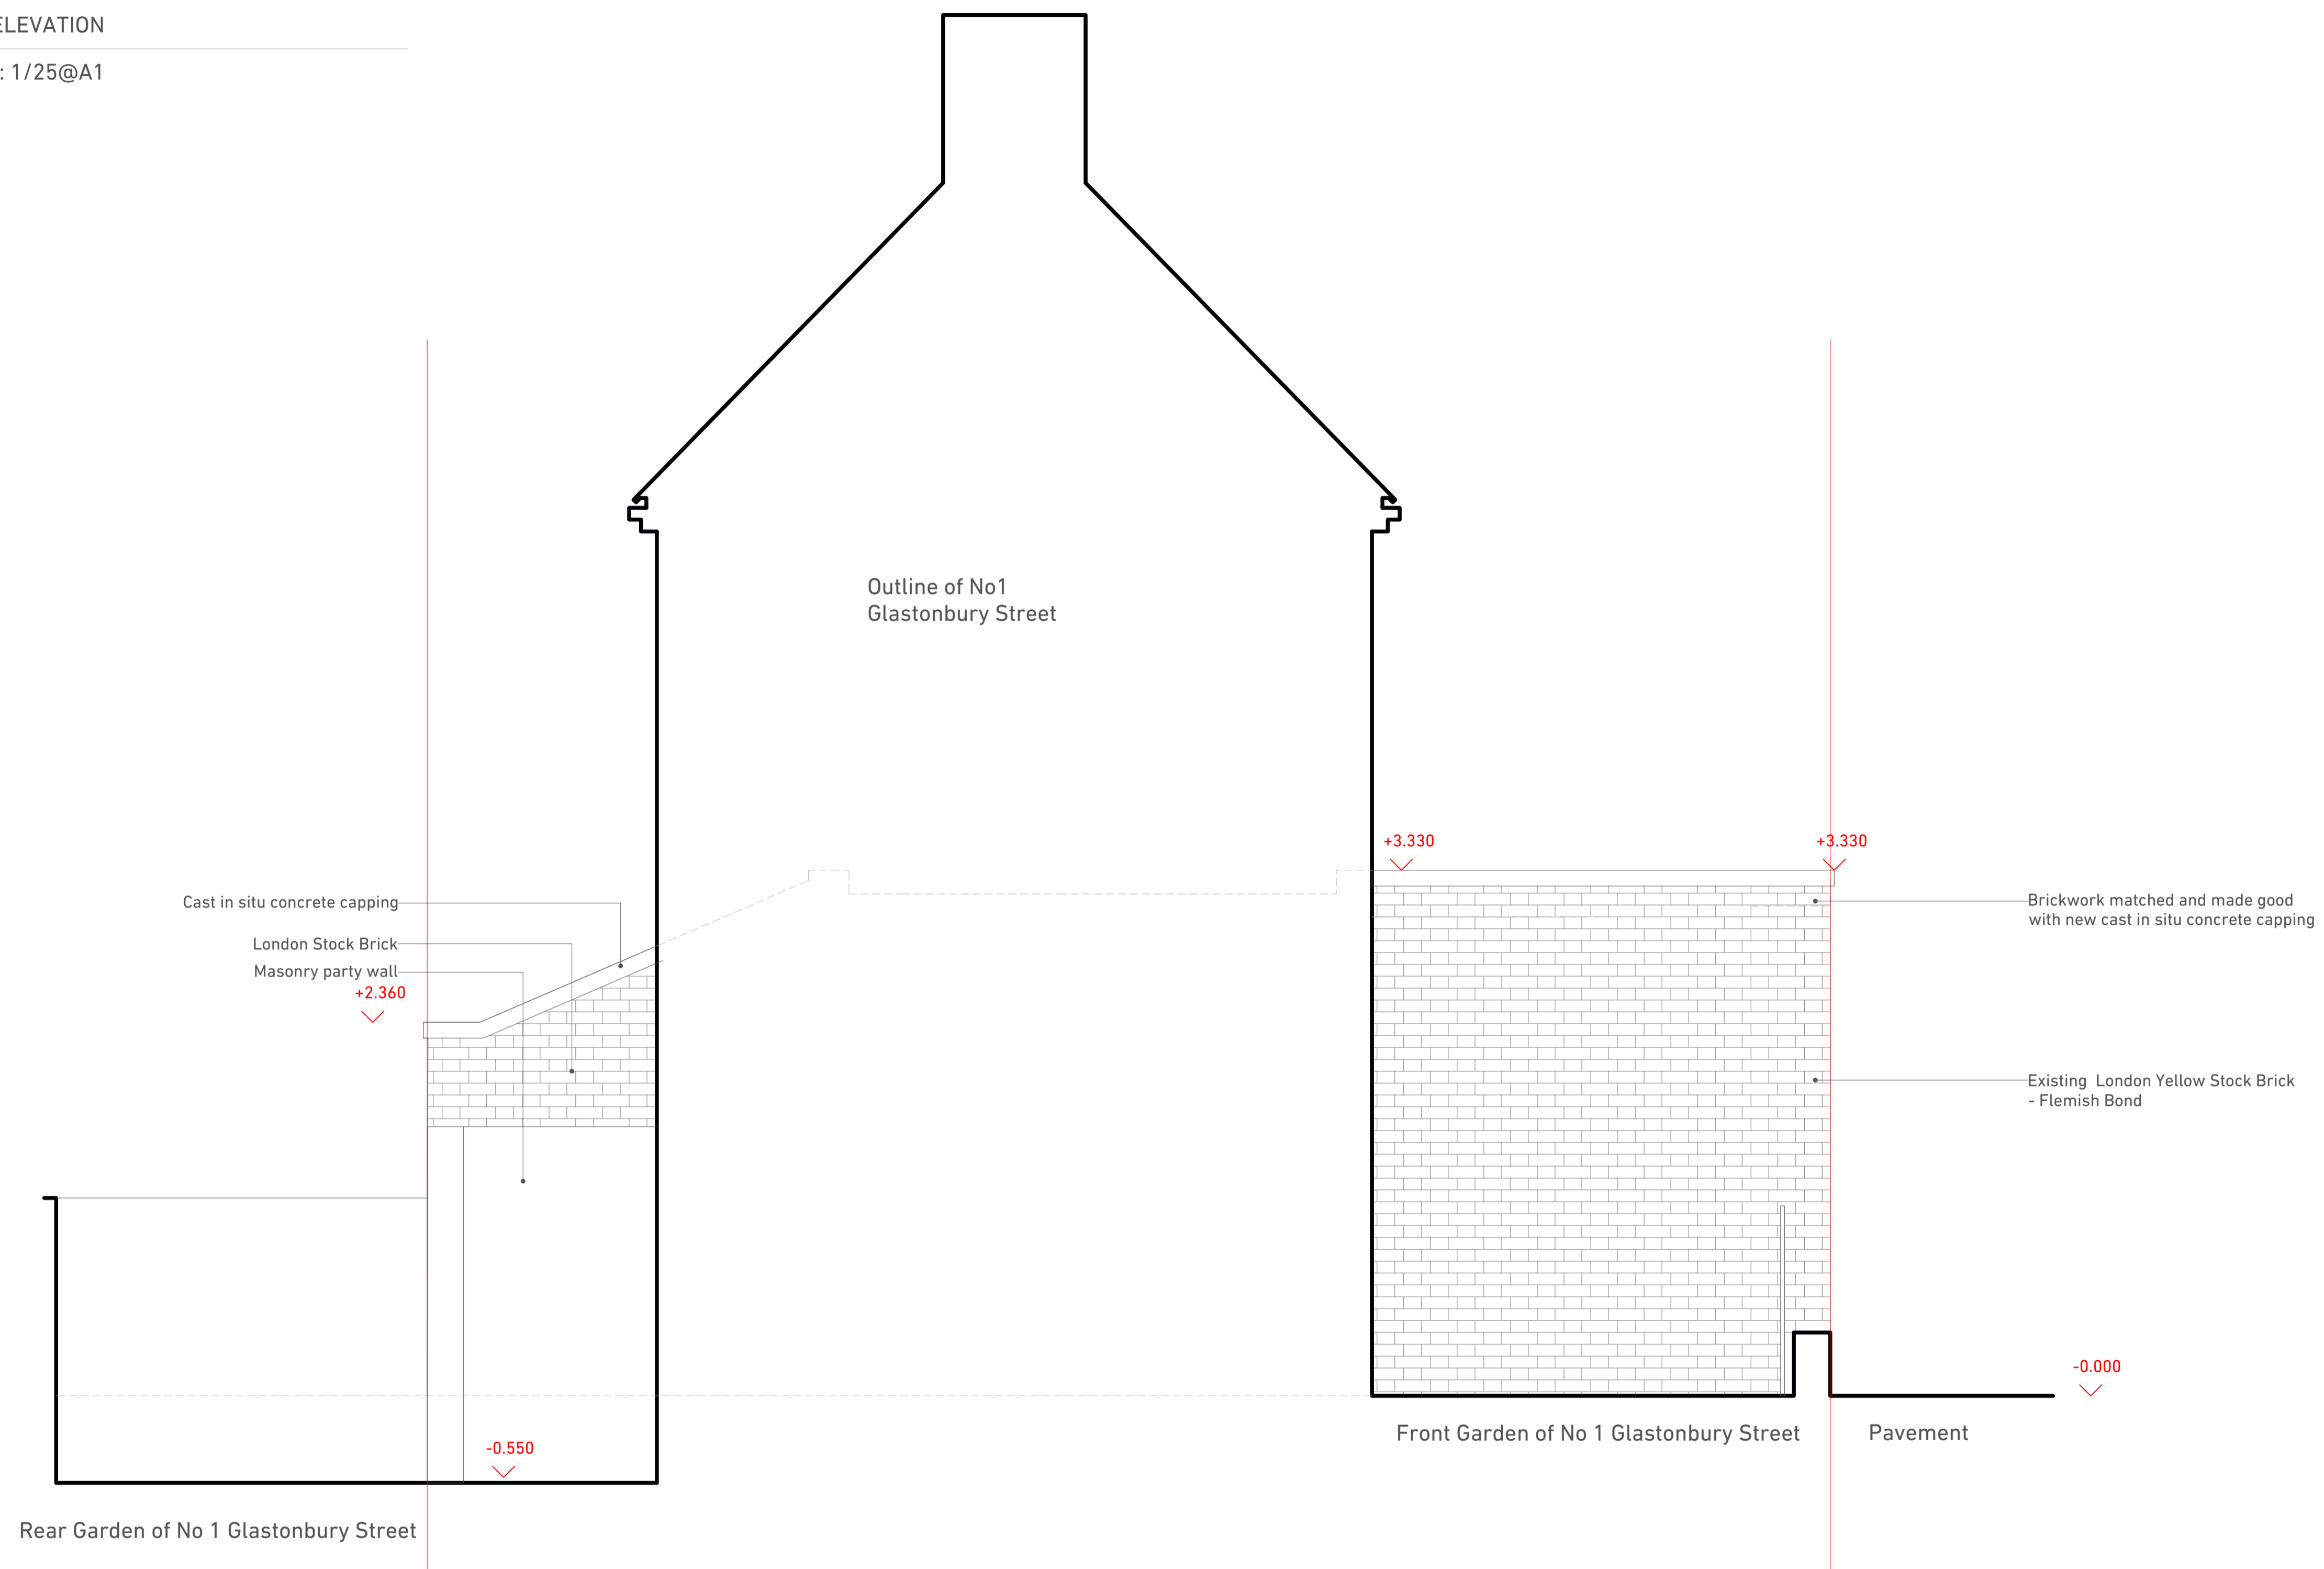 ELEVATION
: 1/25@A1
Outline of No1
Glastonbury Street
+3.330
+3.330
Cast in situ concrete capping
London Stock Brick
Masonry party wall
+2.360
Brickwork matched and made good
with new cast in situ concrete capping
Existing London Yellow Stock Brick
- Flemish Bond
-0.000
Front Garden of No 1 Glastonbury Street
Pavement
-0.550
Rear Garden of No 1 Glastonbury Street